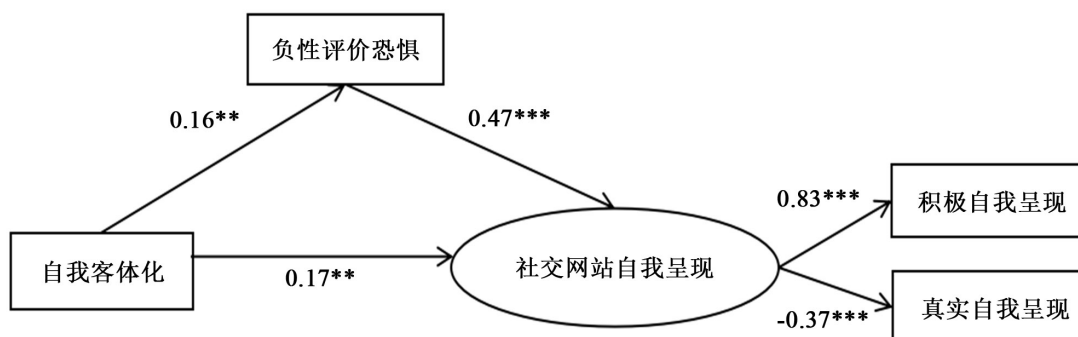 负性评价恐惧
0.16**
0.47***
0.83***
积极自我呈现
自我客体化
0.17**
社交网站自我呈现
-0.37***
真实自我呈现